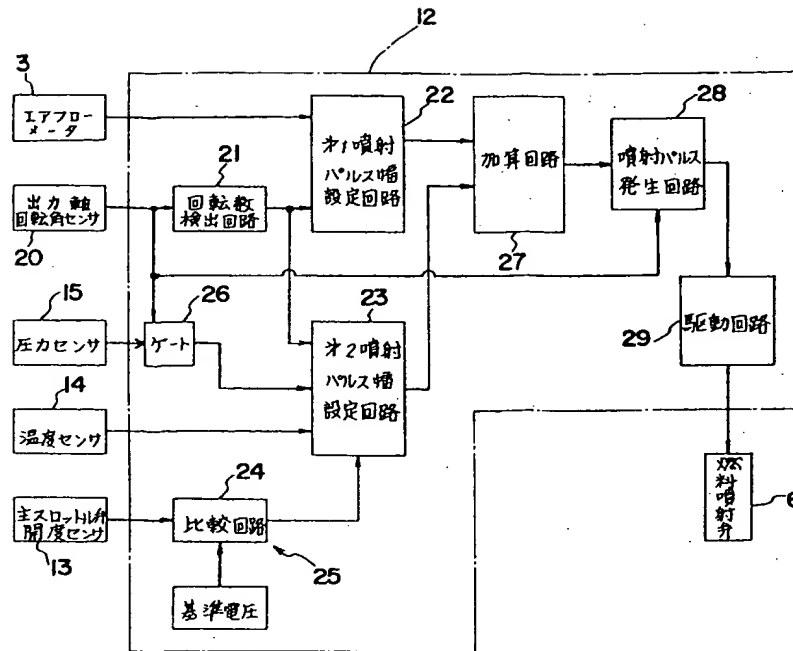 12
3
エアフロー
メータ
22
才1噴射
パルス幅
設定回路
加算回路
27
28
噴射パルス
発生回路
21
回転数
検出回路
出力軸
回転角センサ
20
15
圧力センサ
26
ゲート
23
才2噴射
パルス幅
設定回路
駆動回路
29
14
温度センサ
24
比較回路
25
主スロットル弁
開度センサ
13
基準電圧
燃料噴射弁
6